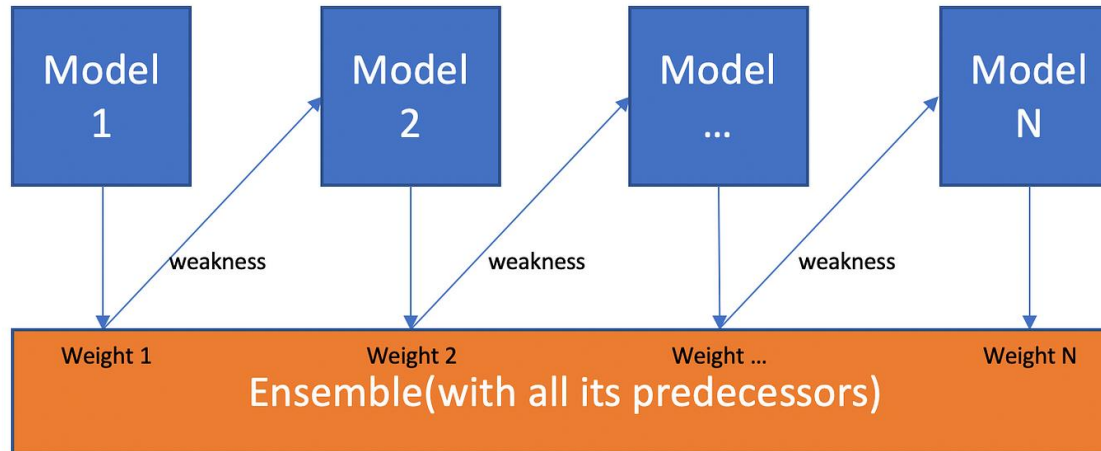 Model
1
Model
2
Model
...
Model
N
weakness
weakness
weakness
Weight 1
Weight 2
Weight ...
Weight N
Ensemble(with all its predecessors)